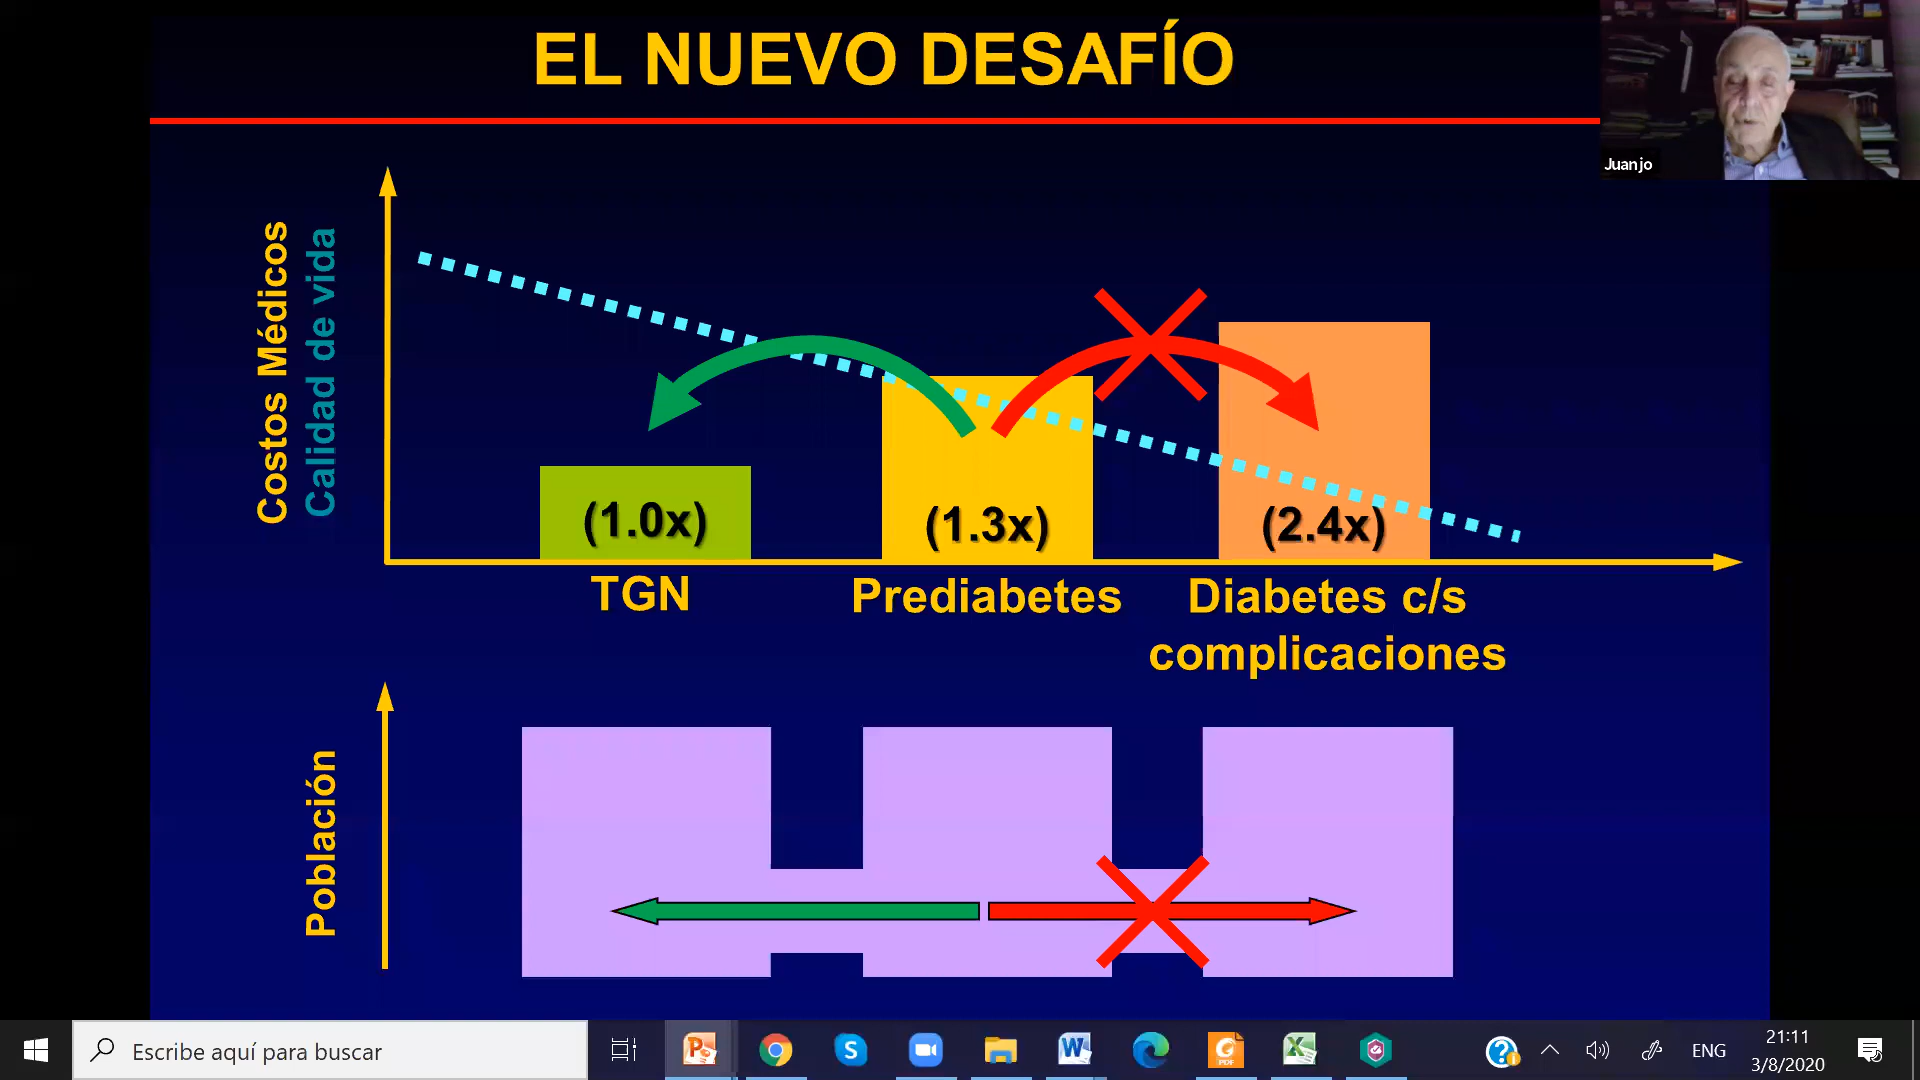 EL NUEVO DESAFÍO
Juanjo
Costos Médicos
Calidad de vida
(1.0x)
(1.3x)
(2.4x)
TGN
Prediabetes
Diabetes c/s
complicaciones
Población
Escribe aquí para buscar
ENG
21:11
3/8/2020